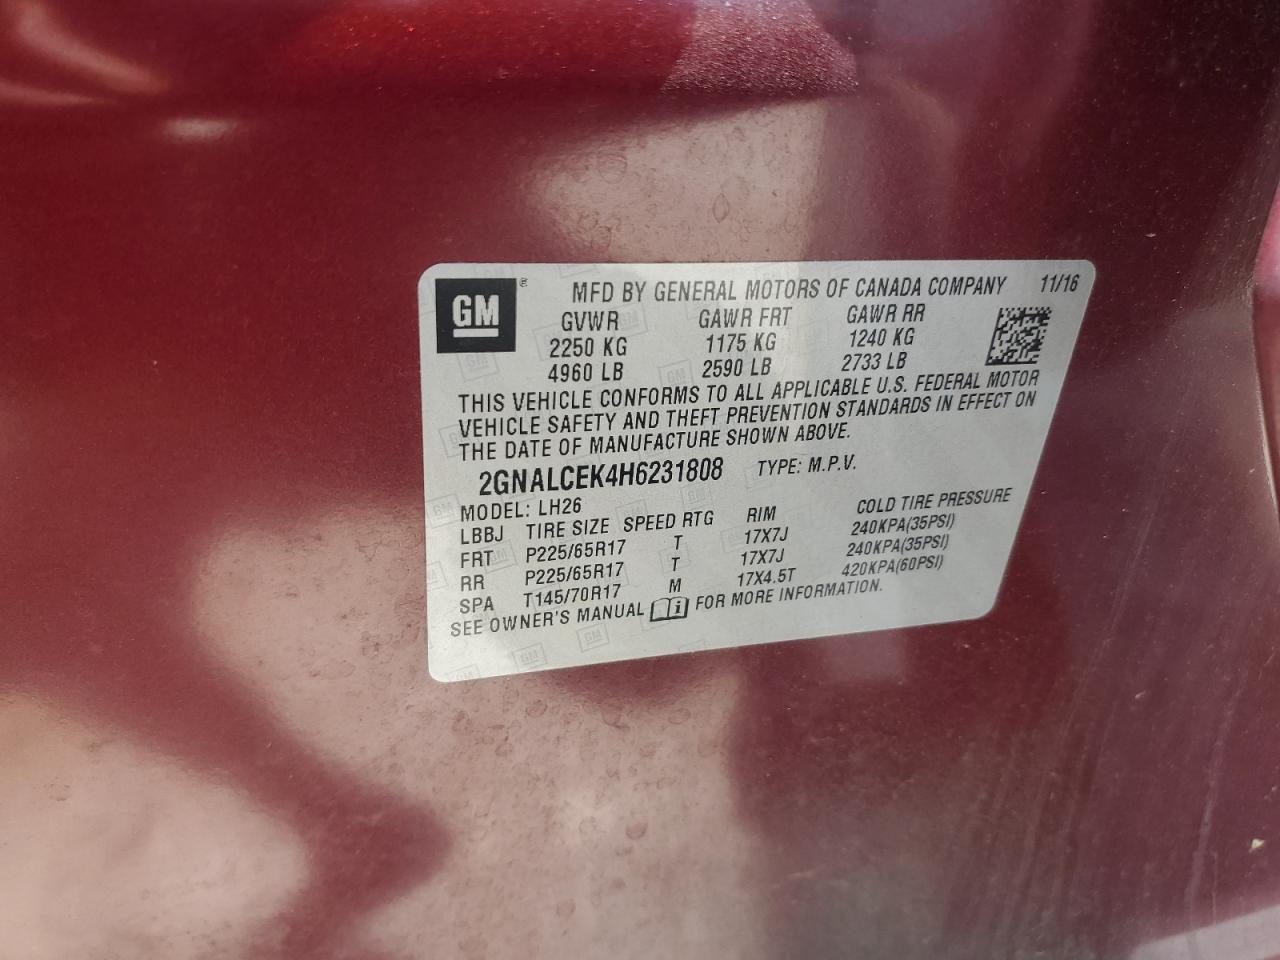 GM ® MFD BY GENERAL MOTORS OF CANADA COMPANY 11/16
GVWR GAWR FRT GAWR RR
2250 KG 1175 KG 1240 KG
4960 LB 2590 LB 2733 LB
THIS VEHICLE CONFORMS TO ALL APPLICABLE U.S. FEDERAL MOTOR
VEHICLE SAFETY AND THEFT PREVENTION STANDARDS IN EFFECT ON
THE DATE OF MANUFACTURE SHOWN ABOVE.
2GNALCEK4H6231808 TYPE: M.P.V.
MODEL: LH26
LBBJ TIRE SIZE SPEED RTG RIM COLD TIRE PRESSURE
FRT P225/65R17 T 17X7J 240KPA(35PSI)
RR P225/65R17 T 17X7J 240KPA(35PSI)
SPA T145/70R17 M 17X4.5T 420KPA(60PSI)
SEE OWNER'S MANUAL i FOR MORE INFORMATION.